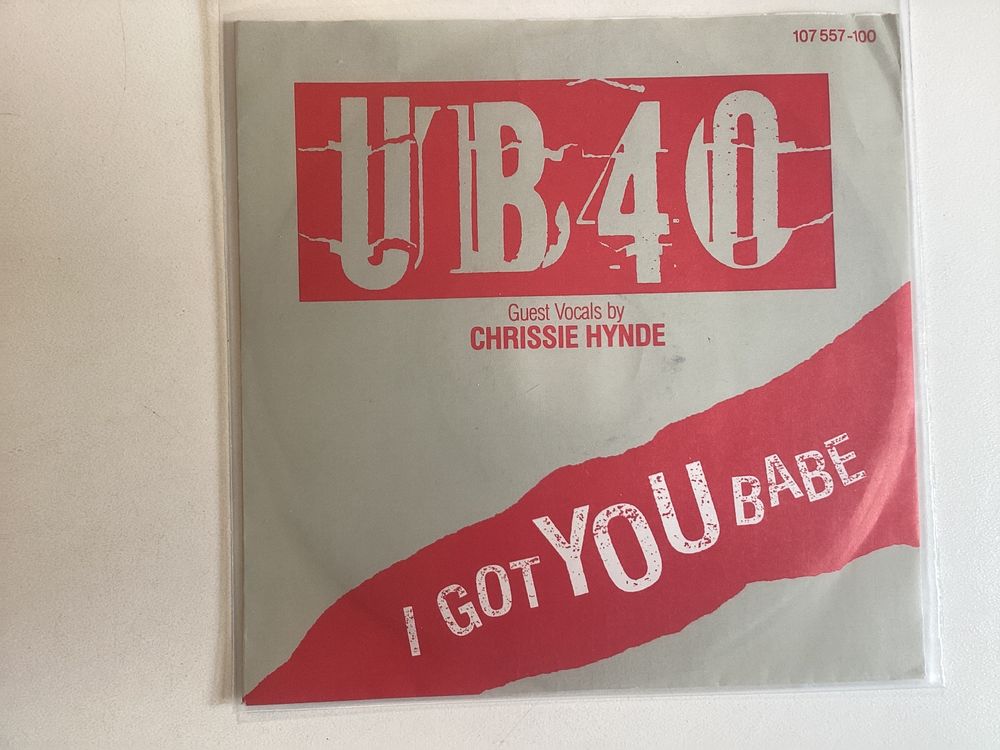 107 557-100
UB40
Guest Vocals by
CHRISSIE HYNDE
I GOT YOU BABE